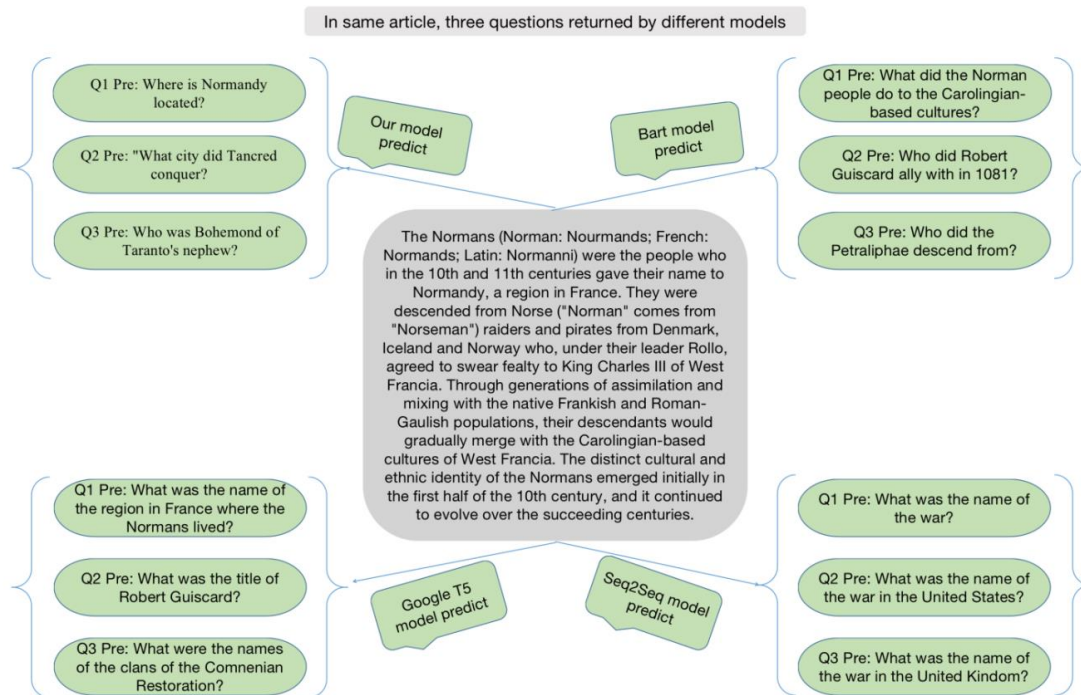 In same article, three questions returned by different models
Q1 Pre: Where is Normandy
located?
Q2 Pre: "What city did Tancred
conquer?
Q3 Pre: Who was Bohemond of
Taranto's nephew?
Our model
predict
Bart model
predict
Q1 Pre: What did the Norman
people do to the Carolingian-
based cultures?
Q2 Pre: Who did Robert
Guiscard ally with in 1081?
Q3 Pre: Who did the
Petraliphae descend from?
The Normans (Norman: Nourmands; French:
Normands; Latin: Normanni) were the people who
in the 10th and 11th centuries gave their name to
Normandy, a region in France. They were
descended from Norse ("Norman" comes from
"Norseman") raiders and pirates from Denmark,
Iceland and Norway who, under their leader Rollo,
agreed to swear fealty to King Charles III of West
Francia. Through generations of assimilation and
mixing with the native Frankish and Roman-
Gaulish populations, their descendants would
gradually merge with the Carolingian-based
cultures of West Francia. The distinct cultural and
ethnic identity of the Normans emerged initially in
the first half of the 10th century, and it continued
to evolve over the succeeding centuries.
Q1 Pre: What was the name of
the region in France where the
Normans lived?
Q2 Pre: What was the title of
Robert Guiscard?
Q3 Pre: What were the names
of the clans of the Comnenian
Restoration?
Google T5
model predict
Seq2Seq model
predict
Q1 Pre: What was the name of
the war?
Q2 Pre: What was the name of
the war in the United States?
Q3 Pre: What was the name of
the war in the United Kindom?